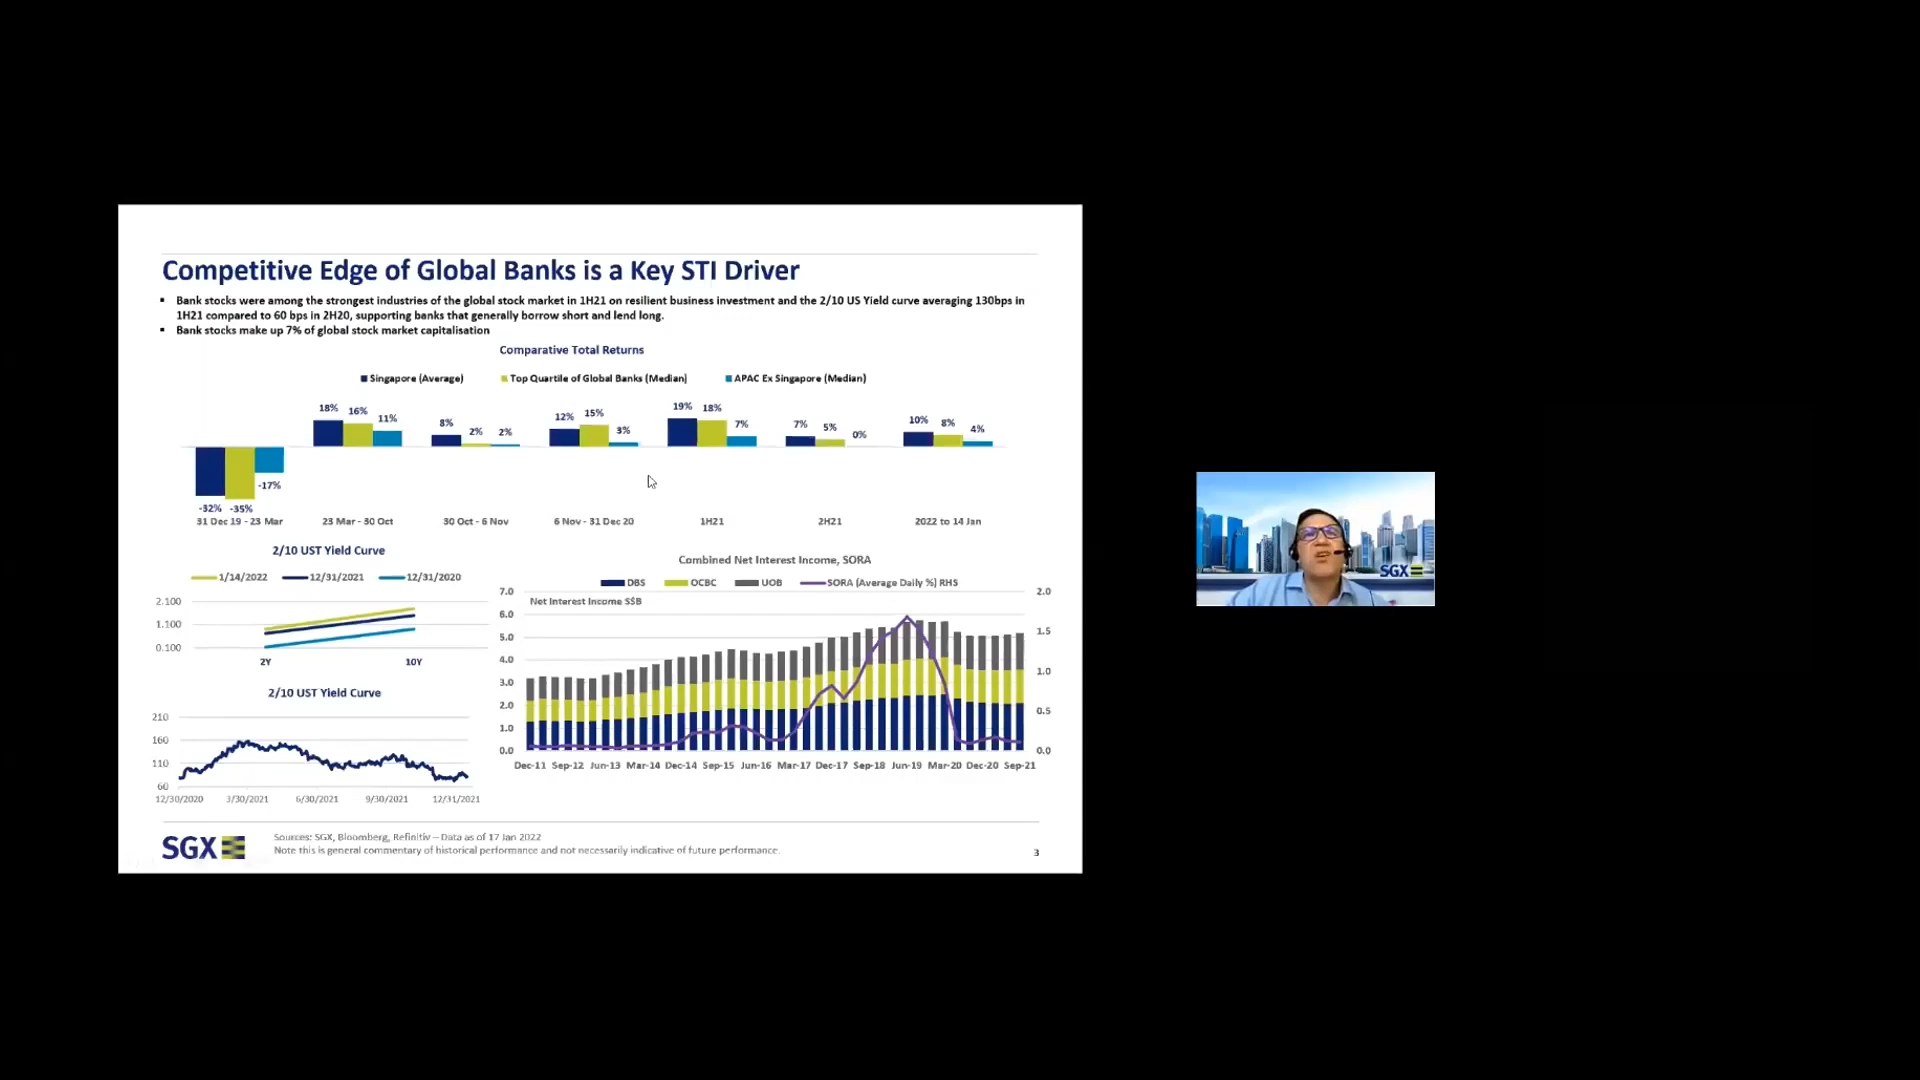 Competitive Edge of Global Banks is a Key STI Driver
▪ Bank stocks were among the strongest industries of the global stock market in 1H21 on resilient business investment and the 2/10 US Yield curve averaging 130bps in
1H21 compared to 60 bps in 2H20, supporting banks that generally borrow short and lend long.
▪ Bank stocks make up 7% of global stock market capitalisation
Comparative Total Returns
Singapore (Average) Top Quartile of Global Banks (Median) APAC Ex Singapore (Median)
18% 16% 11% 8% 2% 2% 12% 15% 3% 19% 18% 7% 7% 5% 0% 10% 8% 4%
-32% -35% -17%
31 Dec 19 - 23 Mar 23 Mar - 30 Oct 30 Oct - 6 Nov 6 Nov - 31 Dec 20 1H21 2H21 2022 to 14 Jan
2/10 UST Yield Curve
1/14/2022 12/31/2021 12/31/2020
2.100
1.100
0.100
2Y 10Y
2/10 UST Yield Curve
210
160
110
60
12/30/2020 3/30/2021 6/30/2021 9/30/2021 12/31/2021
Combined Net Interest Income, SORA
DBS OCBC UOB SORA (Average Daily %) RHS
Net Interest Income S$B
7.0
6.0
5.0
4.0
3.0
2.0
1.0
0.0
2.0
1.5
1.0
0.5
0.0
Dec-11 Sep-12 Jun-13 Mar-14 Dec-14 Sep-15 Jun-16 Mar-17 Dec-17 Sep-18 Jun-19 Mar-20 Dec-20 Sep-21
SGX
Sources: SGX, Bloomberg, Refinitiv – Data as of 17 Jan 2022
Note this is general commentary of historical performance and not necessarily indicative of future performance.
3
SGX